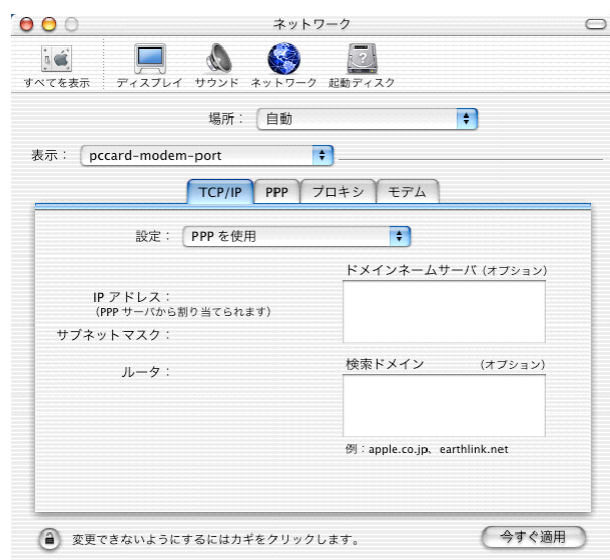 ネットワーク
すべてを表示 ディスプレイ サウンド ネットワーク 起動ディスク
場所： 自動
表示： pccard-modem-port
TCP/IP PPP プロキシ モデム
設定： PPP を使用
ドメインネームサーバ (オプション)
IP アドレス：
(PPP サーバから割り当てられます)
サブネットマスク：
ルータ：
検索ドメイン (オプション)
例：apple.co.jp、earthlink.net
変更できないようにするにはカギをクリックします。
今すぐ適用